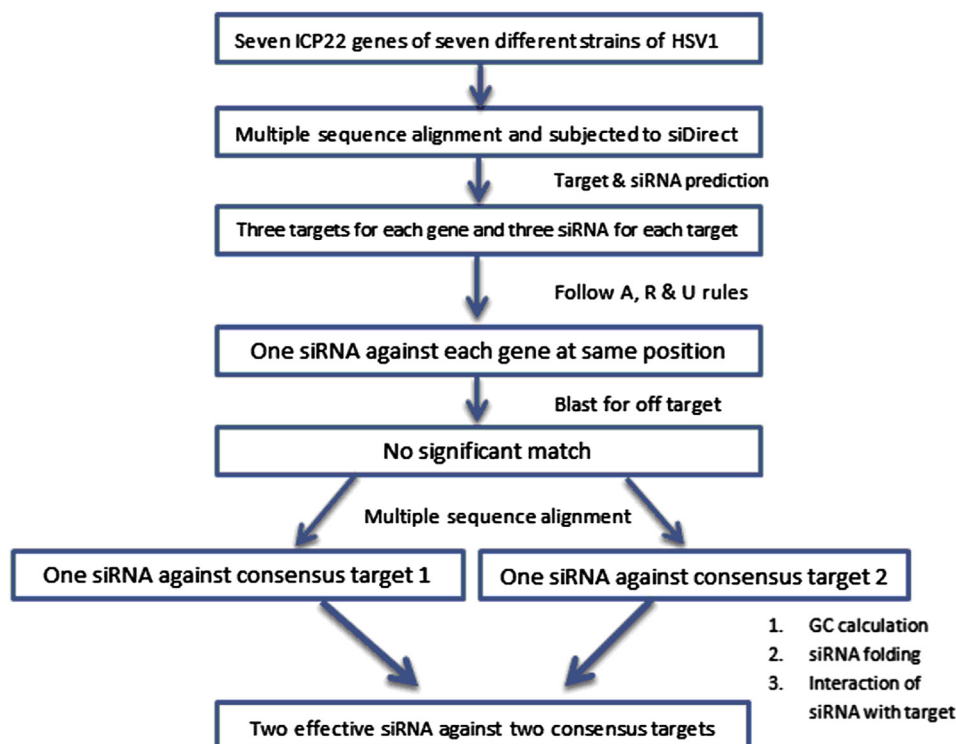 Seven ICP22 genes of seven different strains of HSV1
Multiple sequence alignment and subjected to siDirect
Target & siRNA prediction
Three targets for each gene and three siRNA for each target
Follow A, R & U rules
One siRNA against each gene at same position
Blast for off target
No significant match
Multiple sequence alignment
One siRNA against consensus target 1
One siRNA against consensus target 2
1. GC calculation
2. siRNA folding
3. Interaction of
siRNA with target
Two effective siRNA against two consensus targets